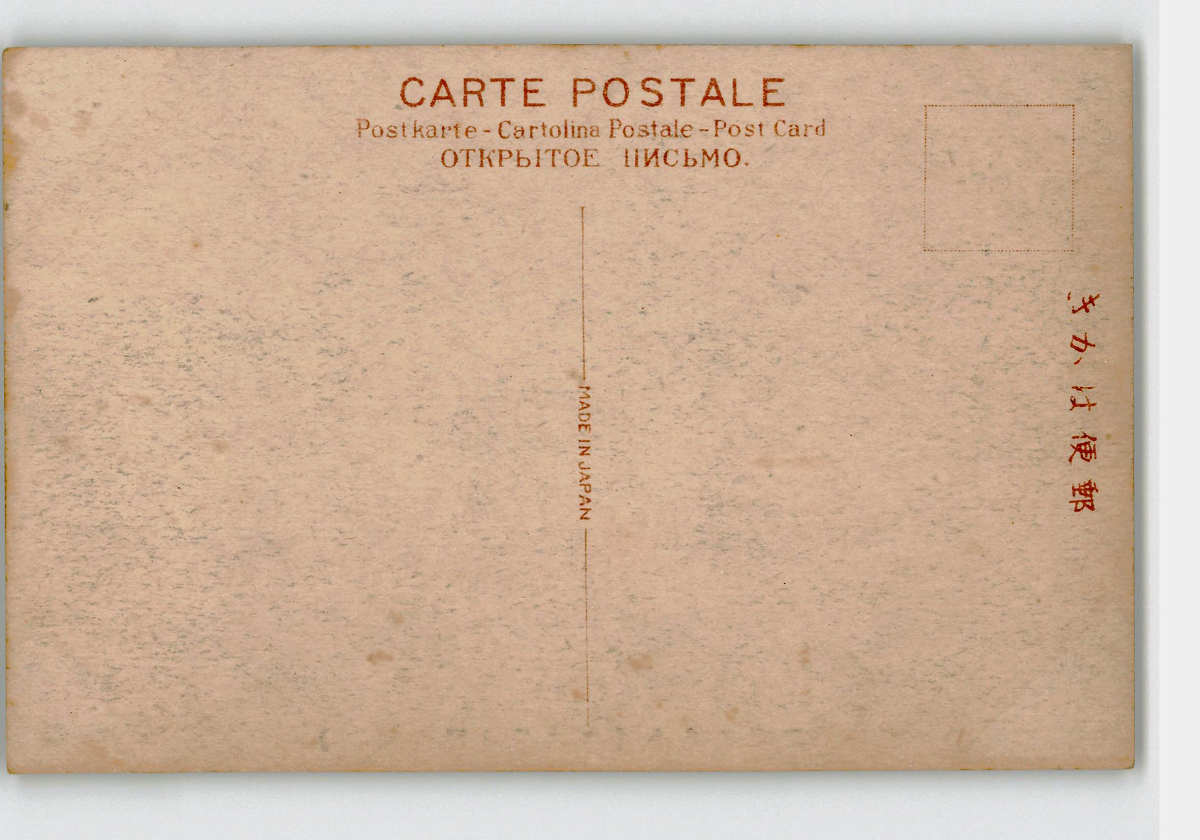 CARTE POSTALE
Postkarte - Cartolina Postale - Post Card
ОТКРЫТОЕ ПИСЬМО.
MADE IN JAPAN
郵便はかき